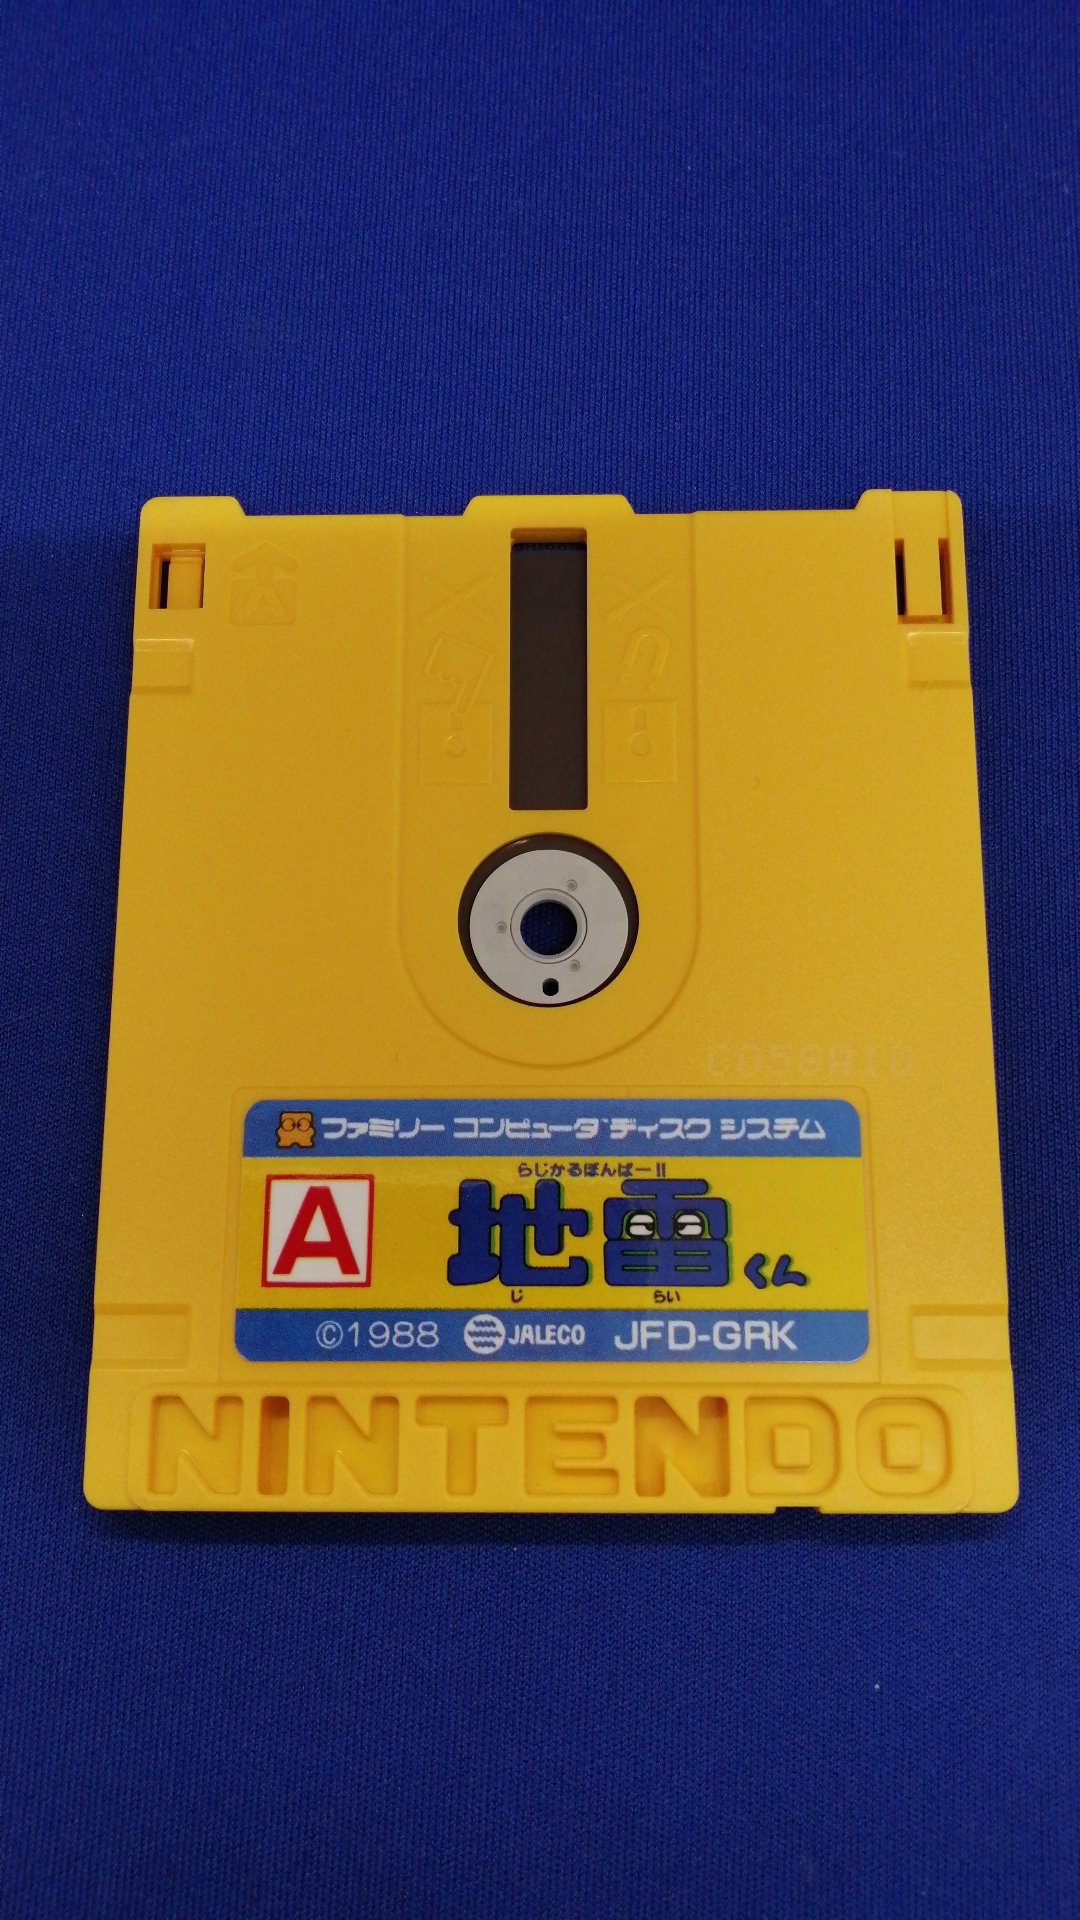 ファミリー コンピュータ ディスク システム
A
らじかるぼんばー!!
地雷くん
じ らい
©1988 JALECO JFD-GRK
NINTENDO